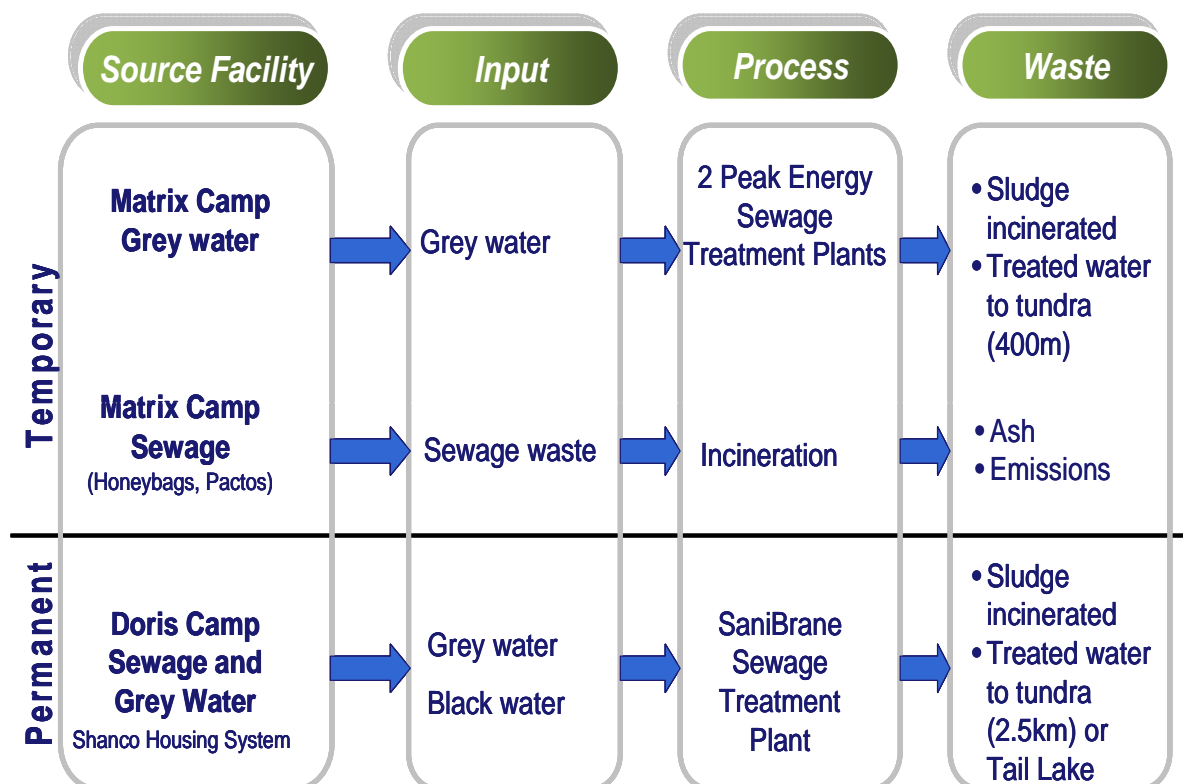 Source Facility
Input
Process
Waste
Temporary
Matrix Camp
Grey water
Grey water
2 Peak Energy
Sewage
Treatment Plants
• Sludge
incinerated
• Treated water
to tundra
(400m)
Matrix Camp
Sewage
(Honeybags, Pactos)
Sewage waste
Incineration
• Ash
• Emissions
Permanent
Doris Camp
Sewage and
Grey Water
Shanco Housing System
Grey water
Black water
SaniBrane
Sewage
Treatment
Plant
• Sludge
incinerated
• Treated water
to tundra
(2.5km) or
Tail Lake